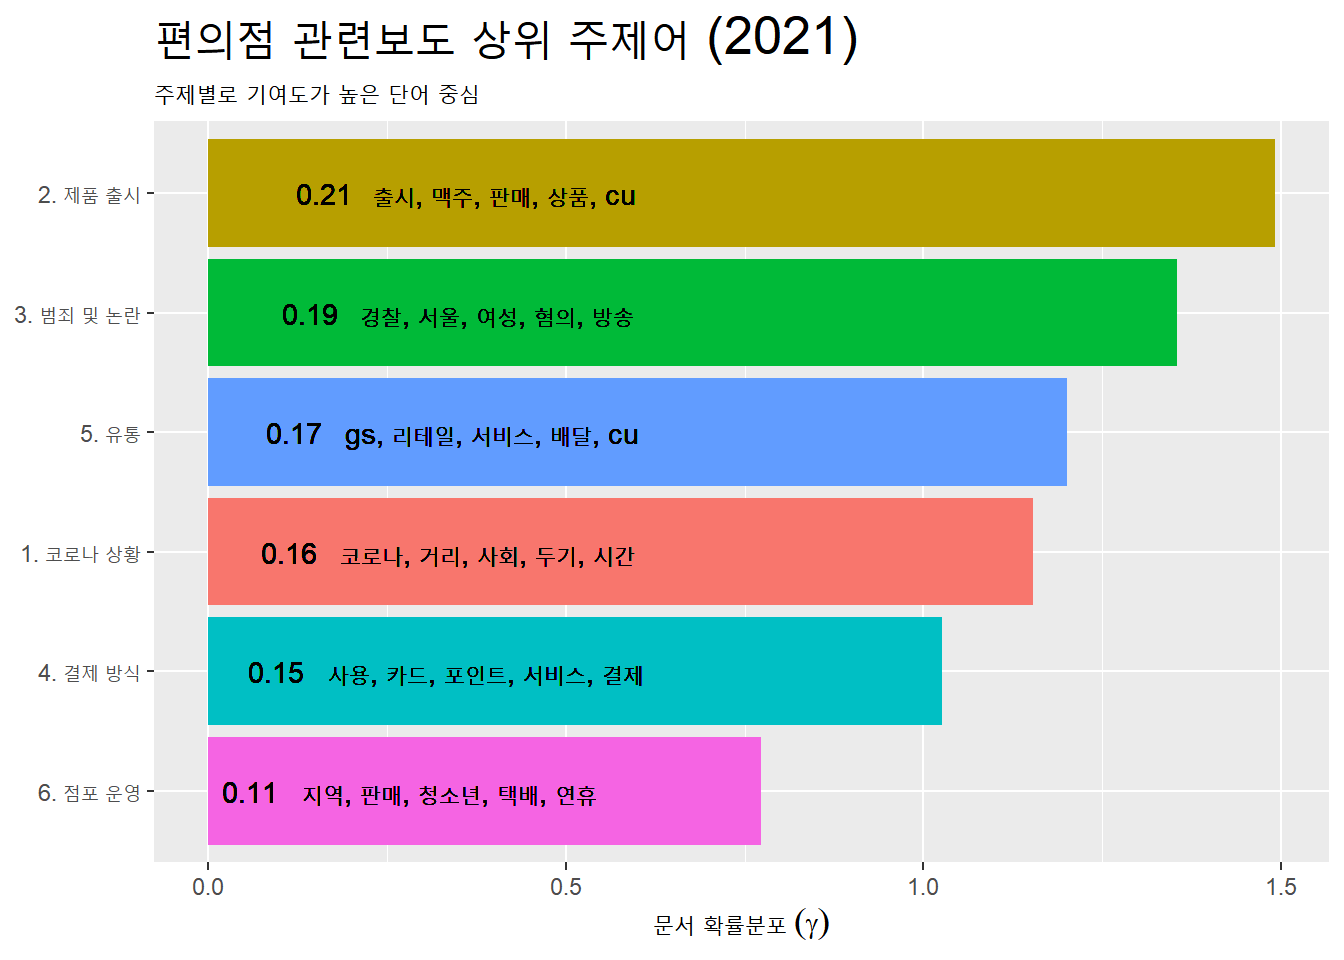 편의점 관련보도 상위 주제어 (2021)
주제별로 기여도가 높은 단어 중심
2. 제품 출시
0.21 출시, 맥주, 판매, 상품, cu
3. 범죄 및 논란
0.19 경찰, 서울, 여성, 혐의, 방송
5. 유통
0.17 gs, 리테일, 서비스, 배달, cu
1. 코로나 상황
0.16 코로나, 거리, 사회, 두기, 시간
4. 결제 방식
0.15 사용, 카드, 포인트, 서비스, 결제
6. 점포 운영
0.11 지역, 판매, 청소년, 택배, 연휴
0.0 0.5 1.0 1.5
문서 확률분포 (γ)